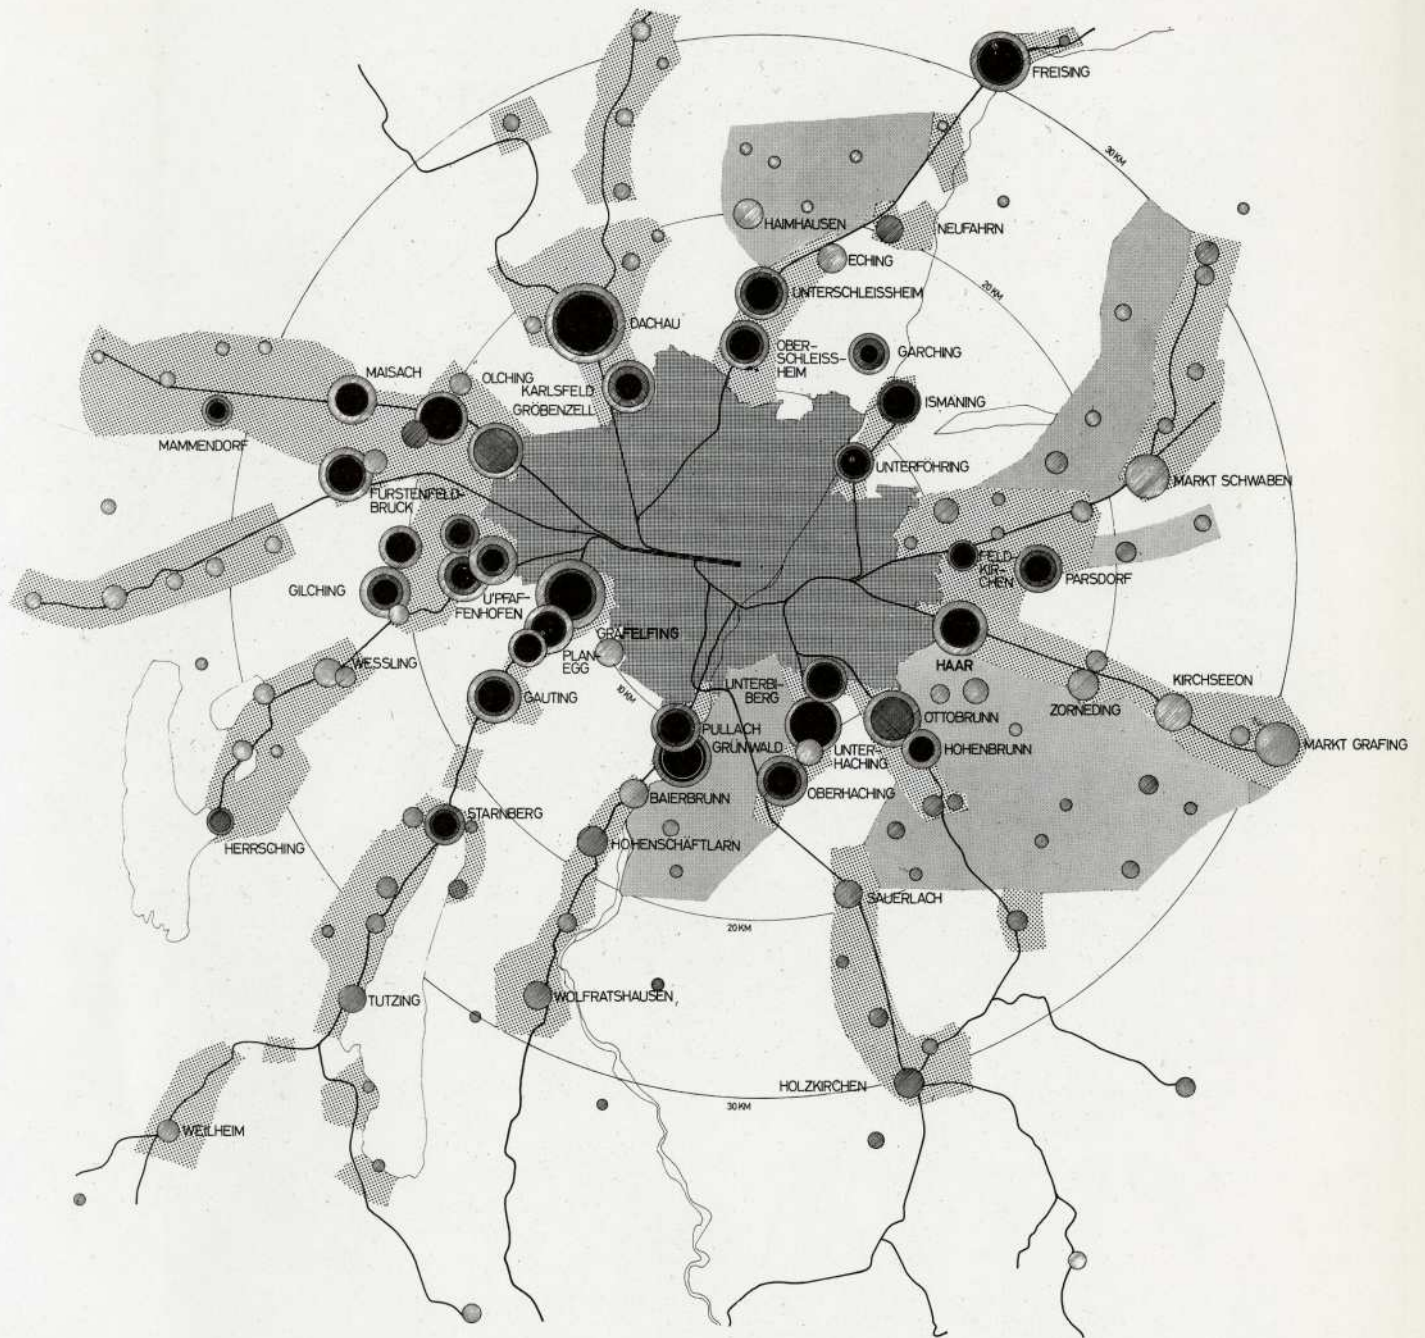 FREISING
30 KM
HAIMHAUSEN
NEUFAHRN
ECHING
20 KM
UNTERSCHLEISSHEIM
DACHAU
OBER-
SCHLEISS-
HEIM
GARCHING
MAISACH
OLCHING
KARLSFELD
GRÖBENZELL
ISMANING
MAMMENDORF
UNTERFÖHRING
FÜRSTENFELD-
BRUCK
MARKT SCHWABEN
FELD-
KIR-
CHEN
PARSDORF
GILCHING
U'PFAF-
FENHOFEN
GRÄFELFING
PLAN-
EGG
HAAR
WESSLING
KIRCHSEEON
10 KM
UNTERBI-
BERG
ZORNEDING
GAUTING
OTTOBRUNN
PULLACH
GRÜNWALD
UNTER-
HACHING
HOHENBRUNN
MARKT GRAFING
BAIERBRUNN
OBERHACHING
STARNBERG
HERRSCHING
HOHENSCHÄFTLARN
SAUERLACH
20 KM
TUTZING
WOLFRATSHAUSEN,
HOLZKIRCHEN
30 KM
WEILHEIM